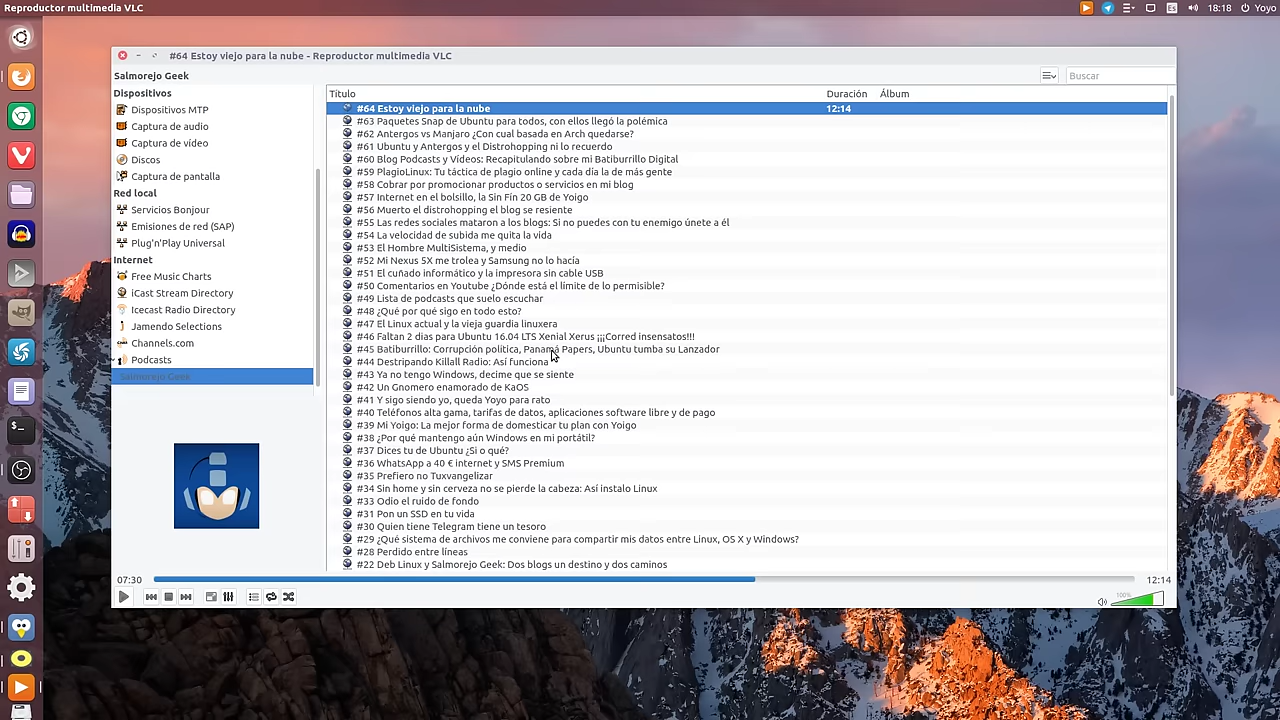 Reproductor multimedia VLC
Es
18:18
Yoyo
#64 Estoy viejo para la nube - Reproductor multimedia VLC
Salmorejo Geek
Buscar
Dispositivos
Dispositivos MTP
Captura de audio
Captura de vídeo
Discos
Captura de pantalla
Red local
Servicios Bonjour
Emisiones de red (SAP)
Plug'n'Play Universal
Internet
Free Music Charts
iCast Stream Directory
Icecast Radio Directory
Jamendo Selections
Channels.com
Podcasts
Salmorejo Geek
Título Duración Álbum
#64 Estoy viejo para la nube 12:14
#63 Paquetes Snap de Ubuntu para todos, con ellos llegó la polémica
#62 Antergos vs Manjaro ¿Con cual basada en Arch quedarse?
#61 Ubuntu y Antergos y el Distrohopping ni lo recuerdo
#60 Blog Podcasts y Vídeos: Recapitulando sobre mi Batiburrillo Digital
#59 PlagioLinux: Tu táctica de plagio online y cada día la de más gente
#58 Cobrar por promocionar productos o servicios en mi blog
#57 Internet en el bolsillo, la Sin Fín 20 GB de Yoigo
#56 Muerto el distrohopping el blog se resiente
#55 Las redes sociales mataron a los blogs: Si no puedes con tu enemigo únete a él
#54 La velocidad de subida me quita la vida
#53 El Hombre MultiSistema, y medio
#52 Mi Nexus 5X me trolea y Samsung no lo hacía
#51 El cuñado informático y la impresora sin cable USB
#50 Comentarios en Youtube ¿Dónde está el límite de lo permisible?
#49 Lista de podcasts que suelo escuchar
#48 ¿Qué por qué sigo en todo esto?
#47 El Linux actual y la vieja guardia linuxera
#46 Faltan 2 dias para Ubuntu 16.04 LTS Xenial Xerus ¡¡¡Corred insensatos!!!
#45 Batiburrillo: Corrupción política, Panamá Papers, Ubuntu tumba su Lanzador
#44 Destripando Killall Radio: Así funciona
#43 Ya no tengo Windows, decime que se siente
#42 Un Gnomero enamorado de KaOS
#41 Y sigo siendo yo, queda Yoyo para rato
#40 Teléfonos alta gama, tarifas de datos, aplicaciones software libre y de pago
#39 Mi Yoigo: La mejor forma de domesticar tu plan con Yoigo
#38 ¿Por qué mantengo aún Windows en mi portátil?
#37 Dices tu de Ubuntu ¿Si o qué?
#36 WhatsApp a 40 € internet y SMS Premium
#35 Prefiero no Tuxvangelizar
#34 Sin home y sin cerveza no se pierde la cabeza: Así instalo Linux
#33 Odio el ruido de fondo
#31 Pon un SSD en tu vida
#30 Quien tiene Telegram tiene un tesoro
#29 ¿Qué sistema de archivos me conviene para compartir mis datos entre Linux, OS X y Windows?
#28 Perdido entre líneas
#22 Deb Linux y Salmorejo Geek: Dos blogs un destino y dos caminos
07:30
12:14
100%